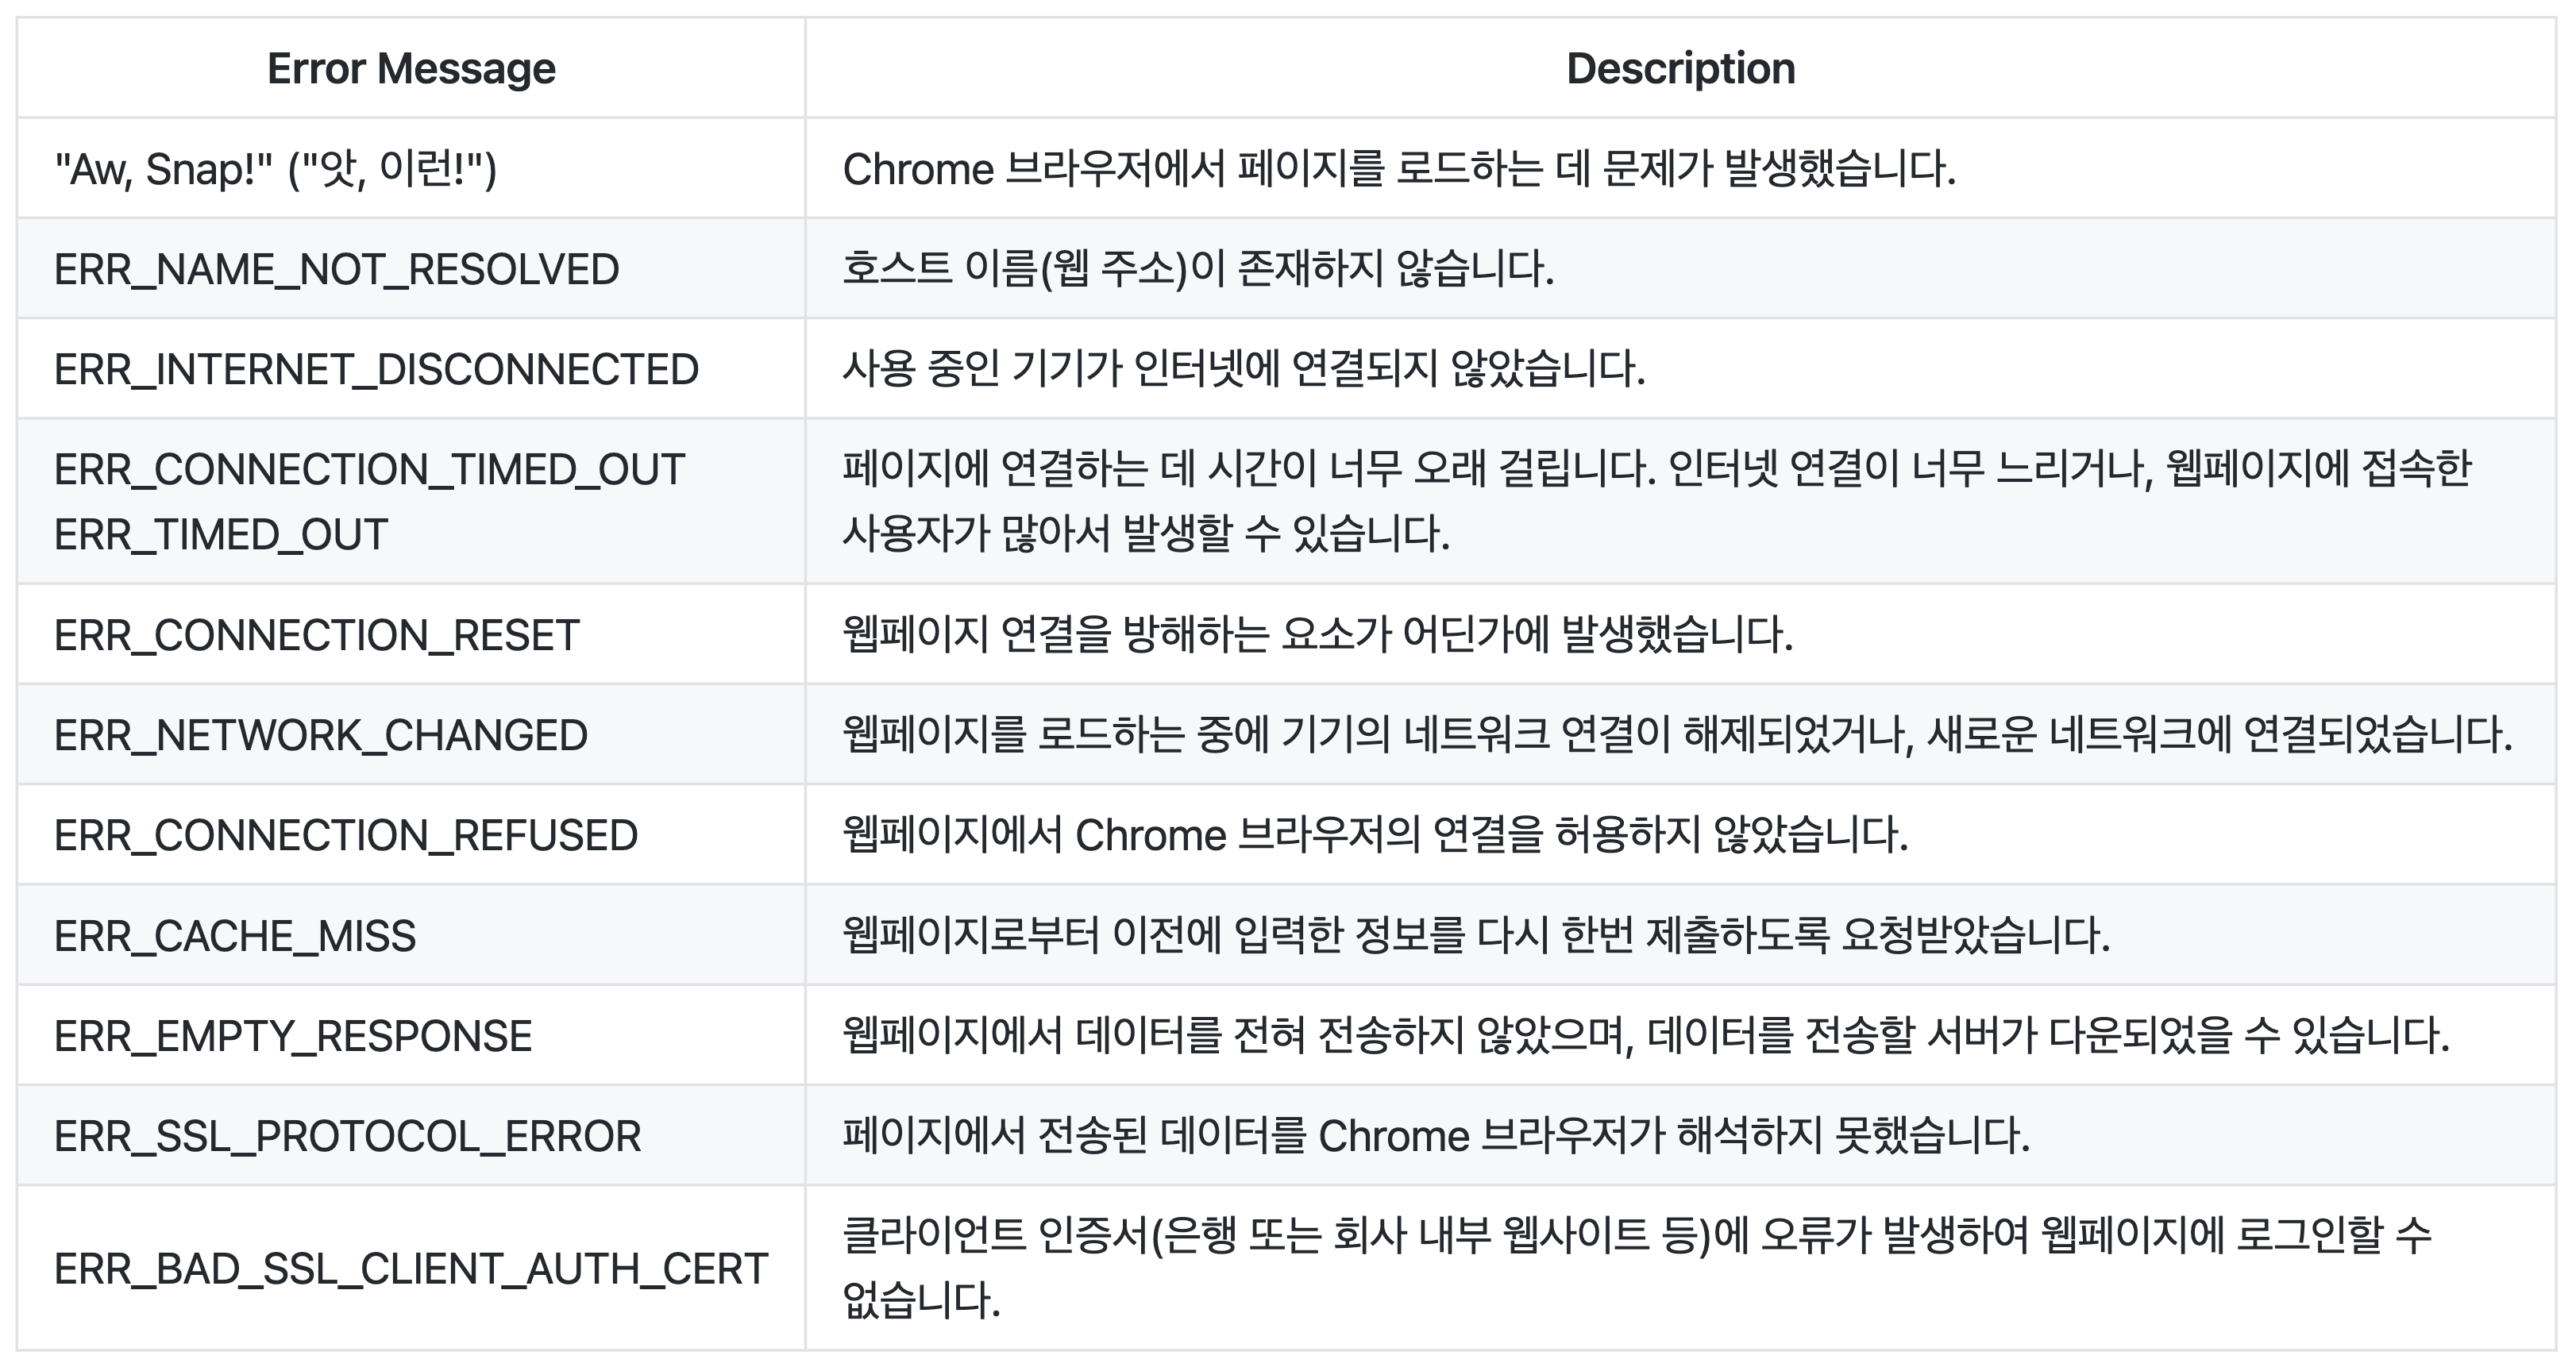 Error Message
Description
"Aw, Snap!" ("앗, 이런!")
Chrome 브라우저에서 페이지를 로드하는 데 문제가 발생했습니다.
ERR_NAME_NOT_RESOLVED
호스트 이름(웹 주소)이 존재하지 않습니다.
ERR_INTERNET_DISCONNECTED
사용 중인 기기가 인터넷에 연결되지 않았습니다.
ERR_CONNECTION_TIMED_OUT
ERR_TIMED_OUT
페이지에 연결하는 데 시간이 너무 오래 걸립니다. 인터넷 연결이 너무 느리거나, 웹페이지에 접속한
사용자가 많아서 발생할 수 있습니다.
ERR_CONNECTION_RESET
웹페이지 연결을 방해하는 요소가 어딘가에 발생했습니다.
ERR_NETWORK_CHANGED
웹페이지를 로드하는 중에 기기의 네트워크 연결이 해제되었거나, 새로운 네트워크에 연결되었습니다.
ERR_CONNECTION_REFUSED
웹페이지에서 Chrome 브라우저의 연결을 허용하지 않았습니다.
ERR_CACHE_MISS
웹페이지로부터 이전에 입력한 정보를 다시 한번 제출하도록 요청받았습니다.
ERR_EMPTY_RESPONSE
웹페이지에서 데이터를 전혀 전송하지 않았으며, 데이터를 전송할 서버가 다운되었을 수 있습니다.
ERR_SSL_PROTOCOL_ERROR
페이지에서 전송된 데이터를 Chrome 브라우저가 해석하지 못했습니다.
ERR_BAD_SSL_CLIENT_AUTH_CERT
클라이언트 인증서(은행 또는 회사 내부 웹사이트 등)에 오류가 발생하여 웹페이지에 로그인할 수
없습니다.